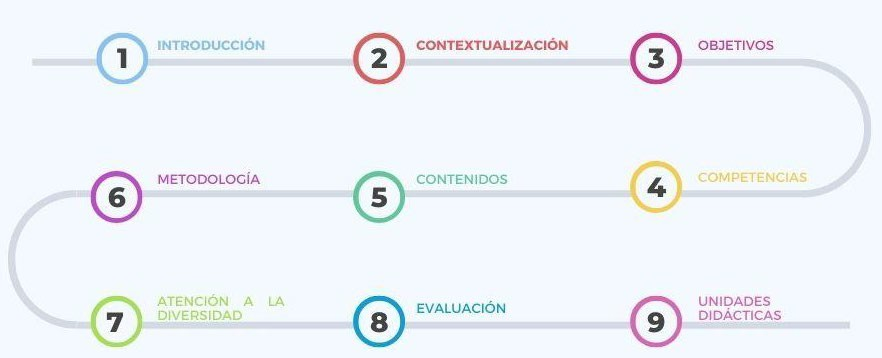 1 INTRODUCCIÓN
2 CONTEXTUALIZACIÓN
3 OBJETIVOS
4 COMPETENCIAS
5 CONTENIDOS
6 METODOLOGÍA
7 ATENCIÓN A LA
DIVERSIDAD
8 EVALUACIÓN
9 UNIDADES
DIDÁCTICAS